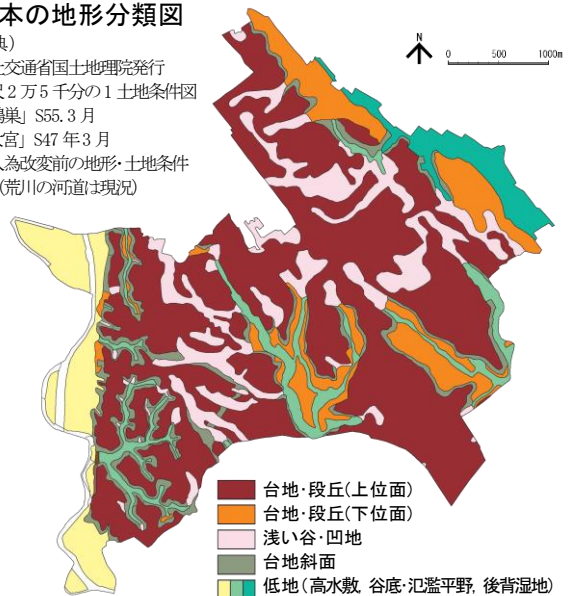 本の地形分類図
典)
土交通省国土地理院発行
尺2万5千分の1土地条件図
鴻巣」S55.3月
大宮」S47年3月
人為改変前の地形・土地条件
(荒川の河道は現況)
N
0 500 1000m
台地・段丘(上位面)
台地・段丘(下位面)
浅い谷・凹地
台地斜面
低地(高水敷, 谷底・氾濫平野, 後背湿地)